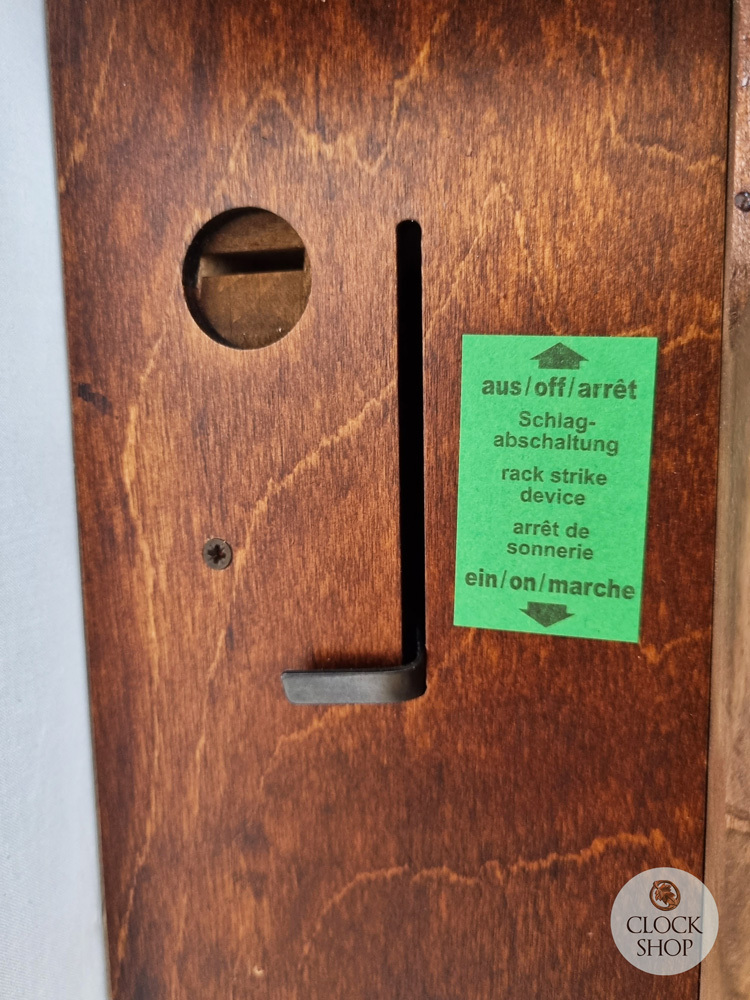 aus/off/arrêt
Schlag-
abschaltung
rack strike
device
arrêt de
sonnerie
ein/on/marche
CLOCK
SHOP